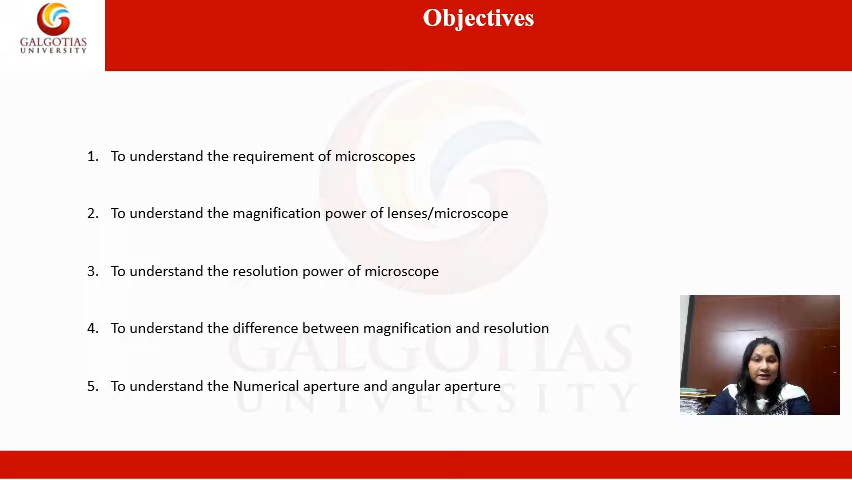 Objectives
GALGOTIAS
UNIVERSITY
1. To understand the requirement of microscopes
2. To understand the magnification power of lenses/microscope
3. To understand the resolution power of microscope
4. To understand the difference between magnification and resolution
GALGOTIAS
5. To understand the Numerical aperture and angular aperture
UNIVERSITY